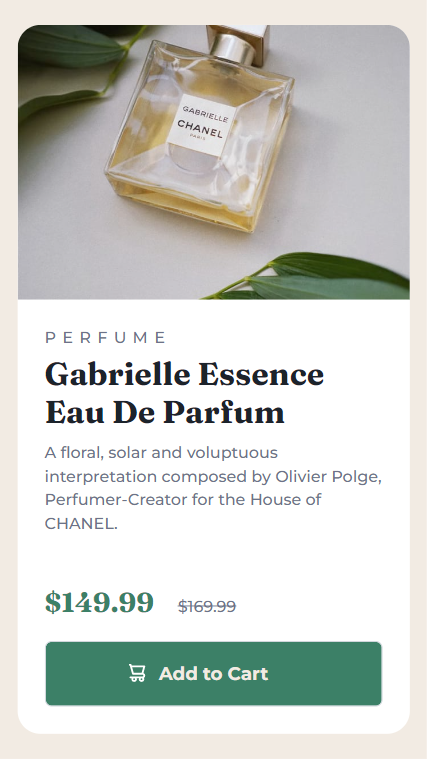 GABRIELLE
CHANEL
PARIS
PERFUME
Gabrielle Essence
Eau De Parfum
A floral, solar and voluptuous
interpretation composed by Olivier Polge,
Perfumer-Creator for the House of
CHANEL.
$149.99 $169.99
Add to Cart